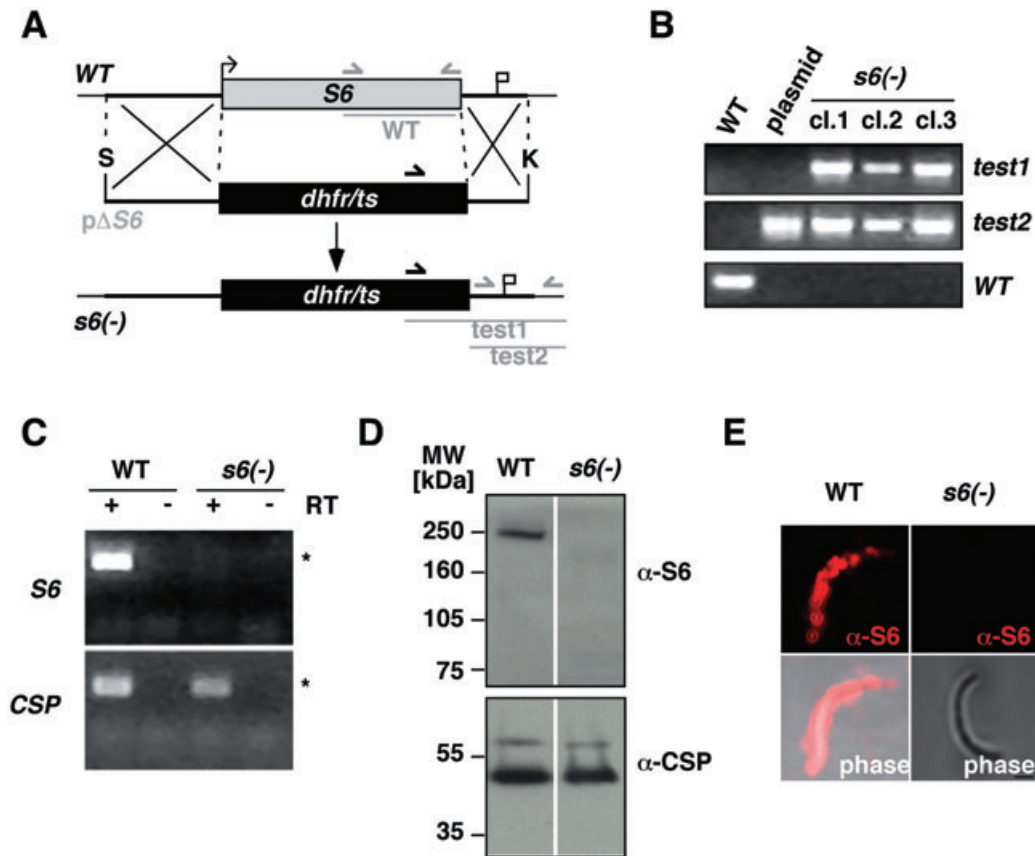 A
WT
S6
WT
S
K
dhfr/ts
pΔS6
dhfr/ts
s6(-)
test1
test2
B
WT
plasmid
s6(-)
cl.1 cl.2 cl.3
test1
test2
WT
C
WT s6(-)
+ - + - RT
S6
*
CSP
*
D
MW
[kDa]
WT s6(-)
250
160
105
75
α-S6
55
35
α-CSP
E
WT s6(-)
α-S6 α-S6
phase phase